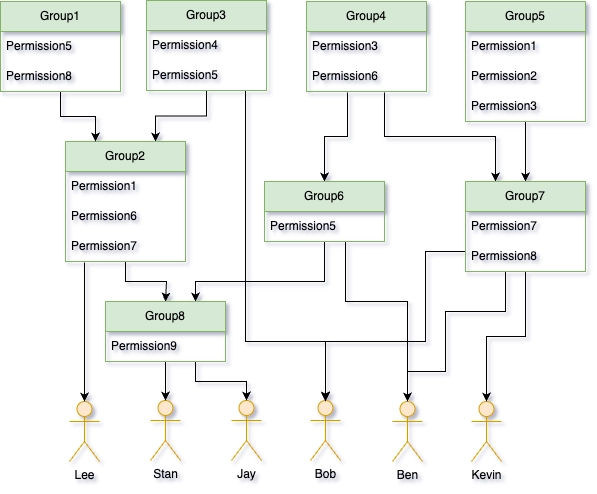 Group1
Permission5
Permission8
Group3
Permission4
Permission5
Group4
Permission3
Permission6
Group5
Permission1
Permission2
Permission3
Group2
Permission1
Permission6
Permission7
Group6
Permission5
Group7
Permission7
Permission8
Group8
Permission9
Lee
Stan
Jay
Bob
Ben
Kevin